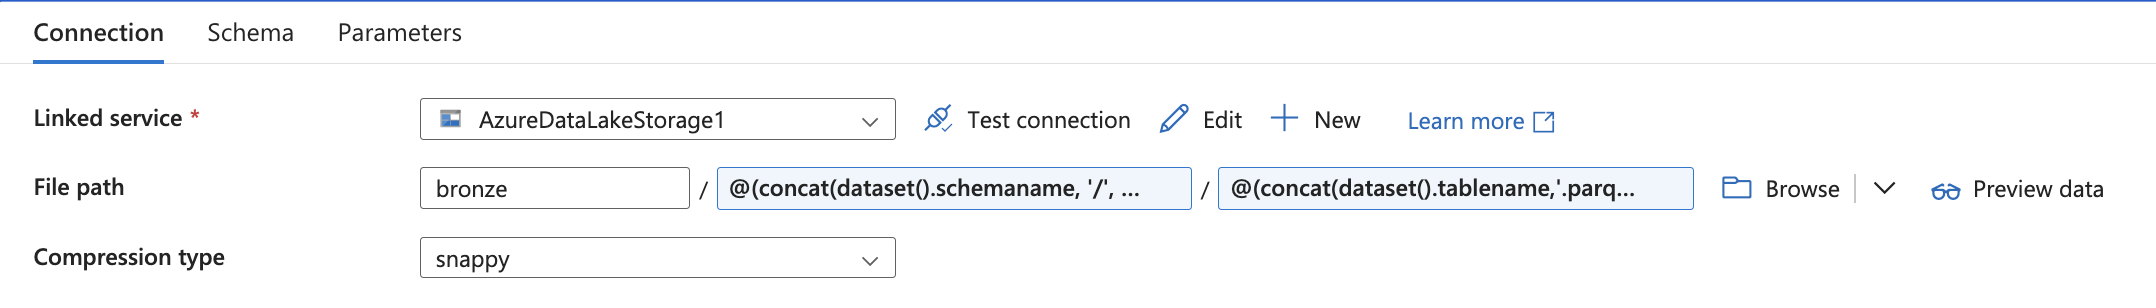 Connection Schema Parameters
Linked service * AzureDataLakeStorage1 Test connection Edit New Learn more
File path bronze / @(concat(dataset().schemaname, '/', ... / @(concat(dataset().tablename,'.parq... Browse Preview data
Compression type snappy